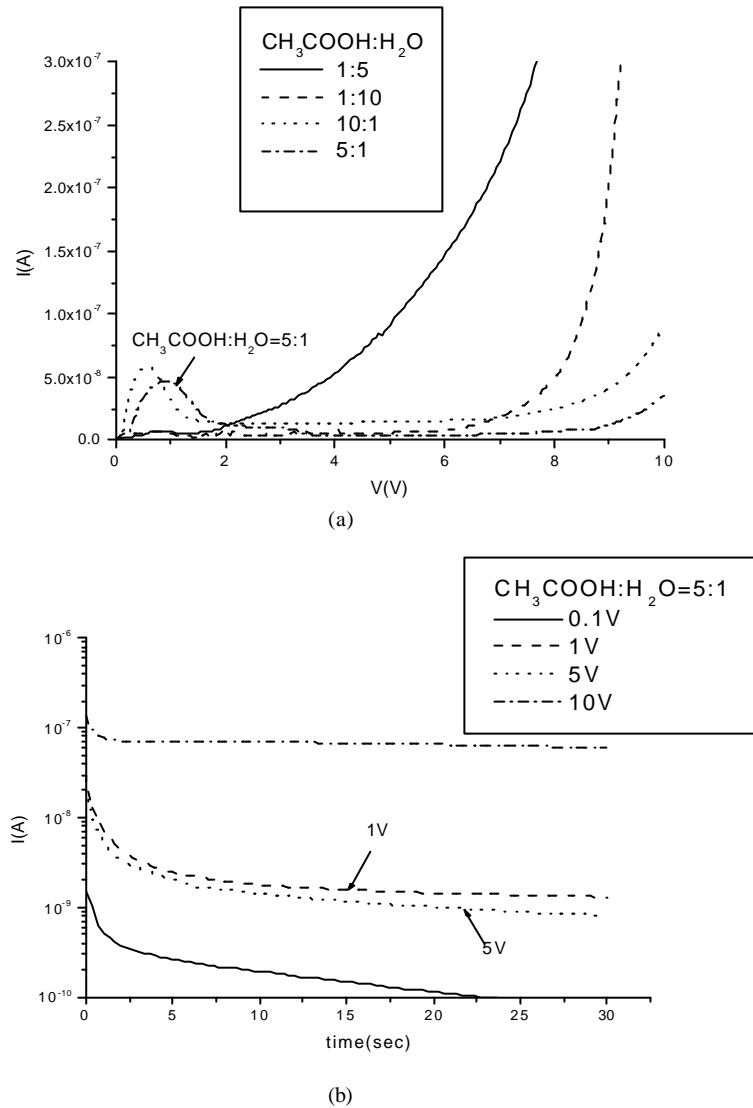 CH₃COOH:H₂O
1:5
1:10
10:1
5:1
3.0x10⁻⁷
2.5x10⁻⁷
2.0x10⁻⁷
1.5x10⁻⁷
1.0x10⁻⁷
5.0x10⁻⁸
0.0
I(A)
CH₃COOH:H₂O=5:1
0 2 4 6 8 10
V(V)
(a)
CH₃COOH:H₂O=5:1
0.1V
1V
5V
10V
10⁻⁶
10⁻⁷
10⁻⁸
10⁻⁹
10⁻¹⁰
I(A)
1V
5V
0 5 10 15 20 25 30
time(sec)
(b)